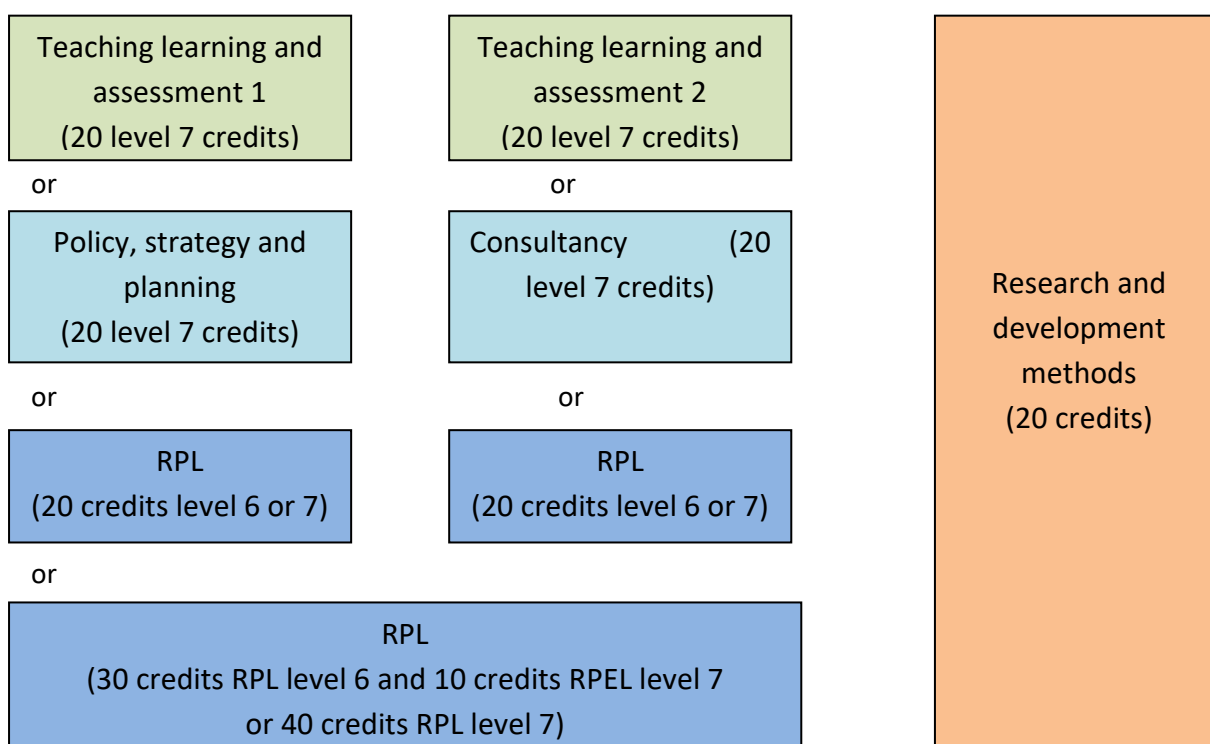 Teaching learning and
assessment 1
(20 level 7 credits)
Teaching learning and
assessment 2
(20 level 7 credits)
or
or
Policy, strategy and
planning
(20 level 7 credits)
Consultancy (20
level 7 credits)
or
or
RPL
(20 credits level 6 or 7)
RPL
(20 credits level 6 or 7)
or
RPL
(30 credits RPL level 6 and 10 credits RPEL level 7
or 40 credits RPL level 7)
Research and
development
methods
(20 credits)